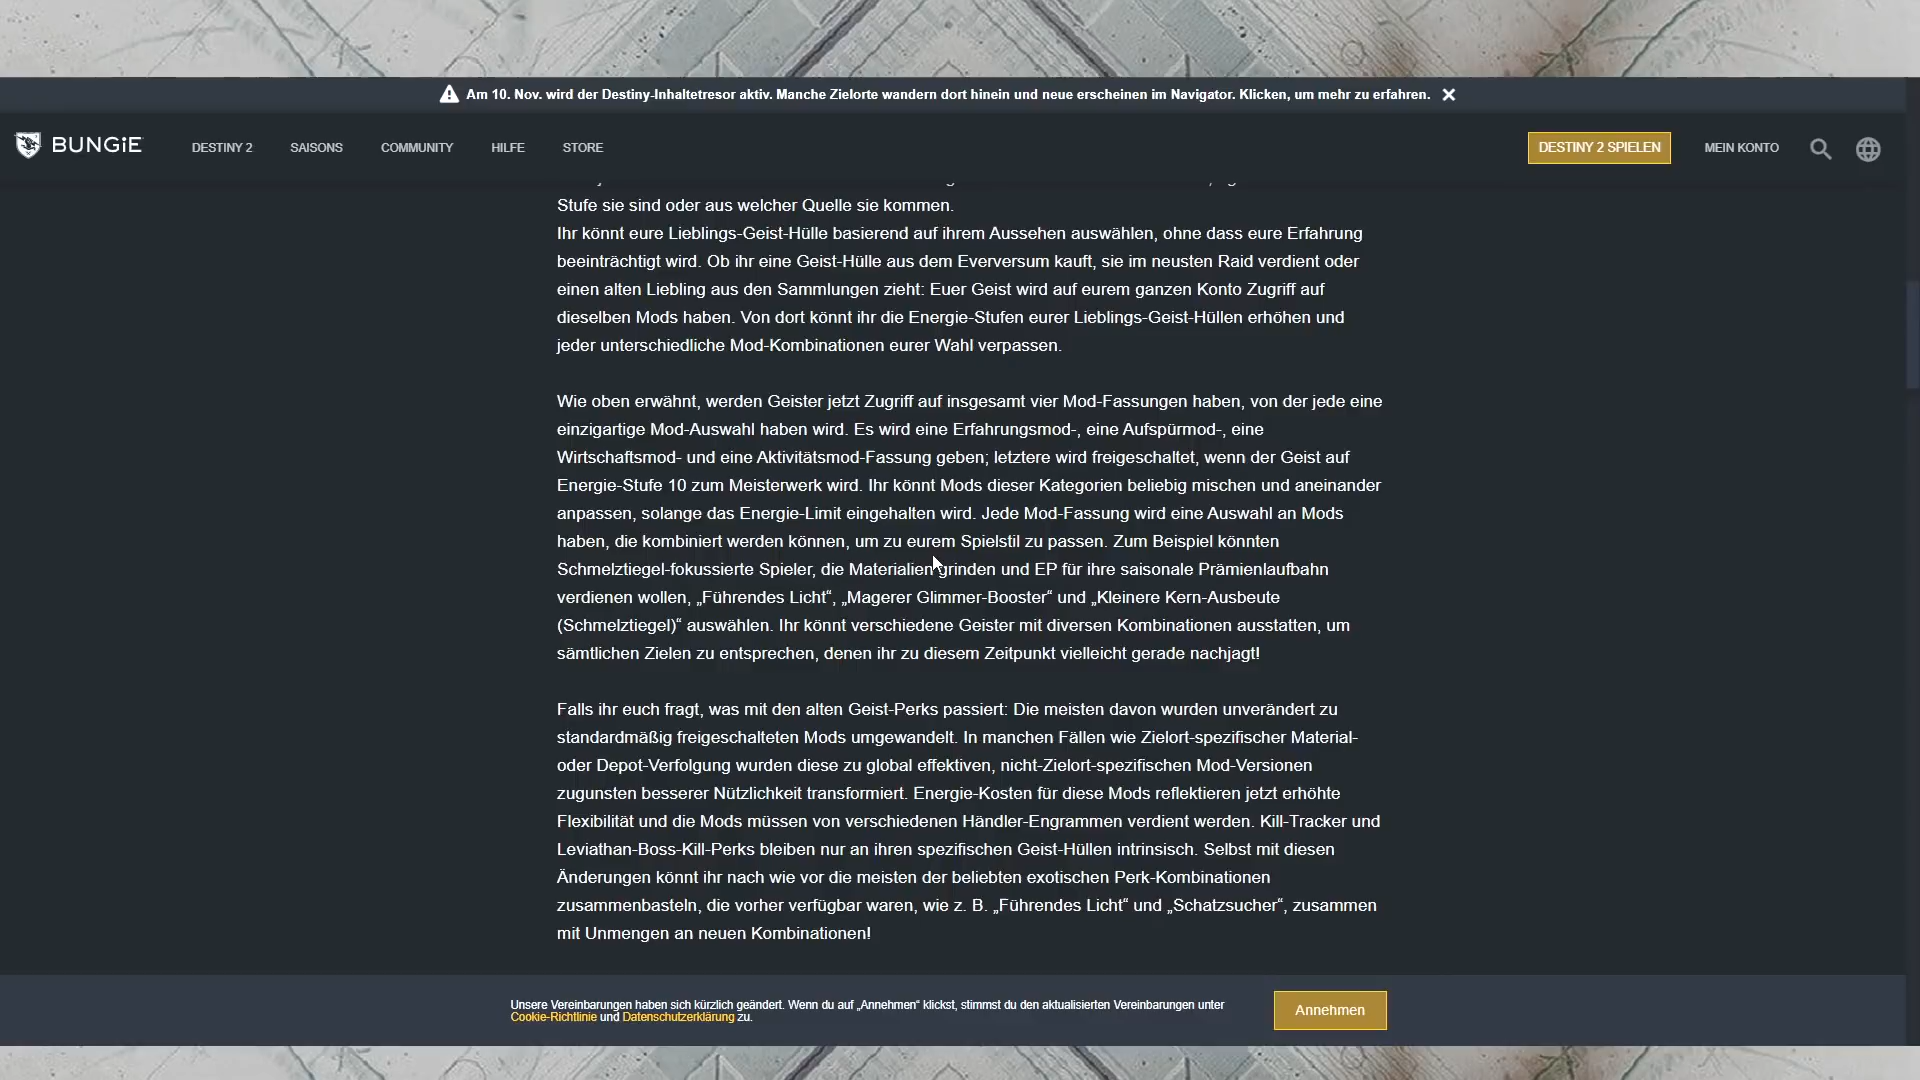 Am 10. Nov. wird der Destiny-Inhaltetresor aktiv. Manche Zielorte wandern dort hinein und neue erscheinen im Navigator. Klicken, um mehr zu erfahren.
BUNGiE
DESTINY 2
SAISONS
COMMUNITY
HILFE
STORE
DESTINY 2 SPIELEN
MEIN KONTO
Stufe sie sind oder aus welcher Quelle sie kommen.
Ihr könnt eure Lieblings-Geist-Hülle basierend auf ihrem Aussehen auswählen, ohne dass eure Erfahrung
beeinträchtigt wird. Ob ihr eine Geist-Hülle aus dem Everversum kauft, sie im neusten Raid verdient oder
einen alten Liebling aus den Sammlungen zieht: Euer Geist wird auf eurem ganzen Konto Zugriff auf
dieselben Mods haben. Von dort könnt ihr die Energie-Stufen eurer Lieblings-Geist-Hüllen erhöhen und
jeder unterschiedliche Mod-Kombinationen eurer Wahl verpassen.
Wie oben erwähnt, werden Geister jetzt Zugriff auf insgesamt vier Mod-Fassungen haben, von der jede eine
einzigartige Mod-Auswahl haben wird. Es wird eine Erfahrungsmod-, eine Aufspürmod-, eine
Wirtschaftsmod- und eine Aktivitätsmod-Fassung geben; letztere wird freigeschaltet, wenn der Geist auf
Energie-Stufe 10 zum Meisterwerk wird. Ihr könnt Mods dieser Kategorien beliebig mischen und aneinander
anpassen, solange das Energie-Limit eingehalten wird. Jede Mod-Fassung wird eine Auswahl an Mods
haben, die kombiniert werden können, um zu eurem Spielstil zu passen. Zum Beispiel könnten
Schmelztiegel-fokussierte Spieler, die Materialien grinden und EP für ihre saisonale Prämienlaufbahn
verdienen wollen, „Führendes Licht“, „Magerer Glimmer-Booster“ und „Kleinere Kern-Ausbeute
(Schmelztiegel)“ auswählen. Ihr könnt verschiedene Geister mit diversen Kombinationen ausstatten, um
sämtlichen Zielen zu entsprechen, denen ihr zu diesem Zeitpunkt vielleicht gerade nachjagt!
Falls ihr euch fragt, was mit den alten Geist-Perks passiert: Die meisten davon wurden unverändert zu
standardmäßig freigeschalteten Mods umgewandelt. In manchen Fällen wie Zielort-spezifischer Material-
oder Depot-Verfolgung wurden diese zu global effektiven, nicht-Zielort-spezifischen Mod-Versionen
zugunsten besserer Nützlichkeit transformiert. Energie-Kosten für diese Mods reflektieren jetzt erhöhte
Flexibilität und die Mods müssen von verschiedenen Händler-Engrammen verdient werden. Kill-Tracker und
Leviathan-Boss-Kill-Perks bleiben nur an ihren spezifischen Geist-Hüllen intrinsisch. Selbst mit diesen
Änderungen könnt ihr nach wie vor die meisten der beliebten exotischen Perk-Kombinationen
zusammenbasteln, die vorher verfügbar waren, wie z. B. „Führendes Licht“ und „Schatzsucher“, zusammen
mit Unmengen an neuen Kombinationen!
Unsere Vereinbarungen haben sich kürzlich geändert. Wenn du auf „Annehmen“ klickst, stimmst du den aktualisierten Vereinbarungen unter
Cookie-Richtlinie und Datenschutzerklärung zu.
Annehmen